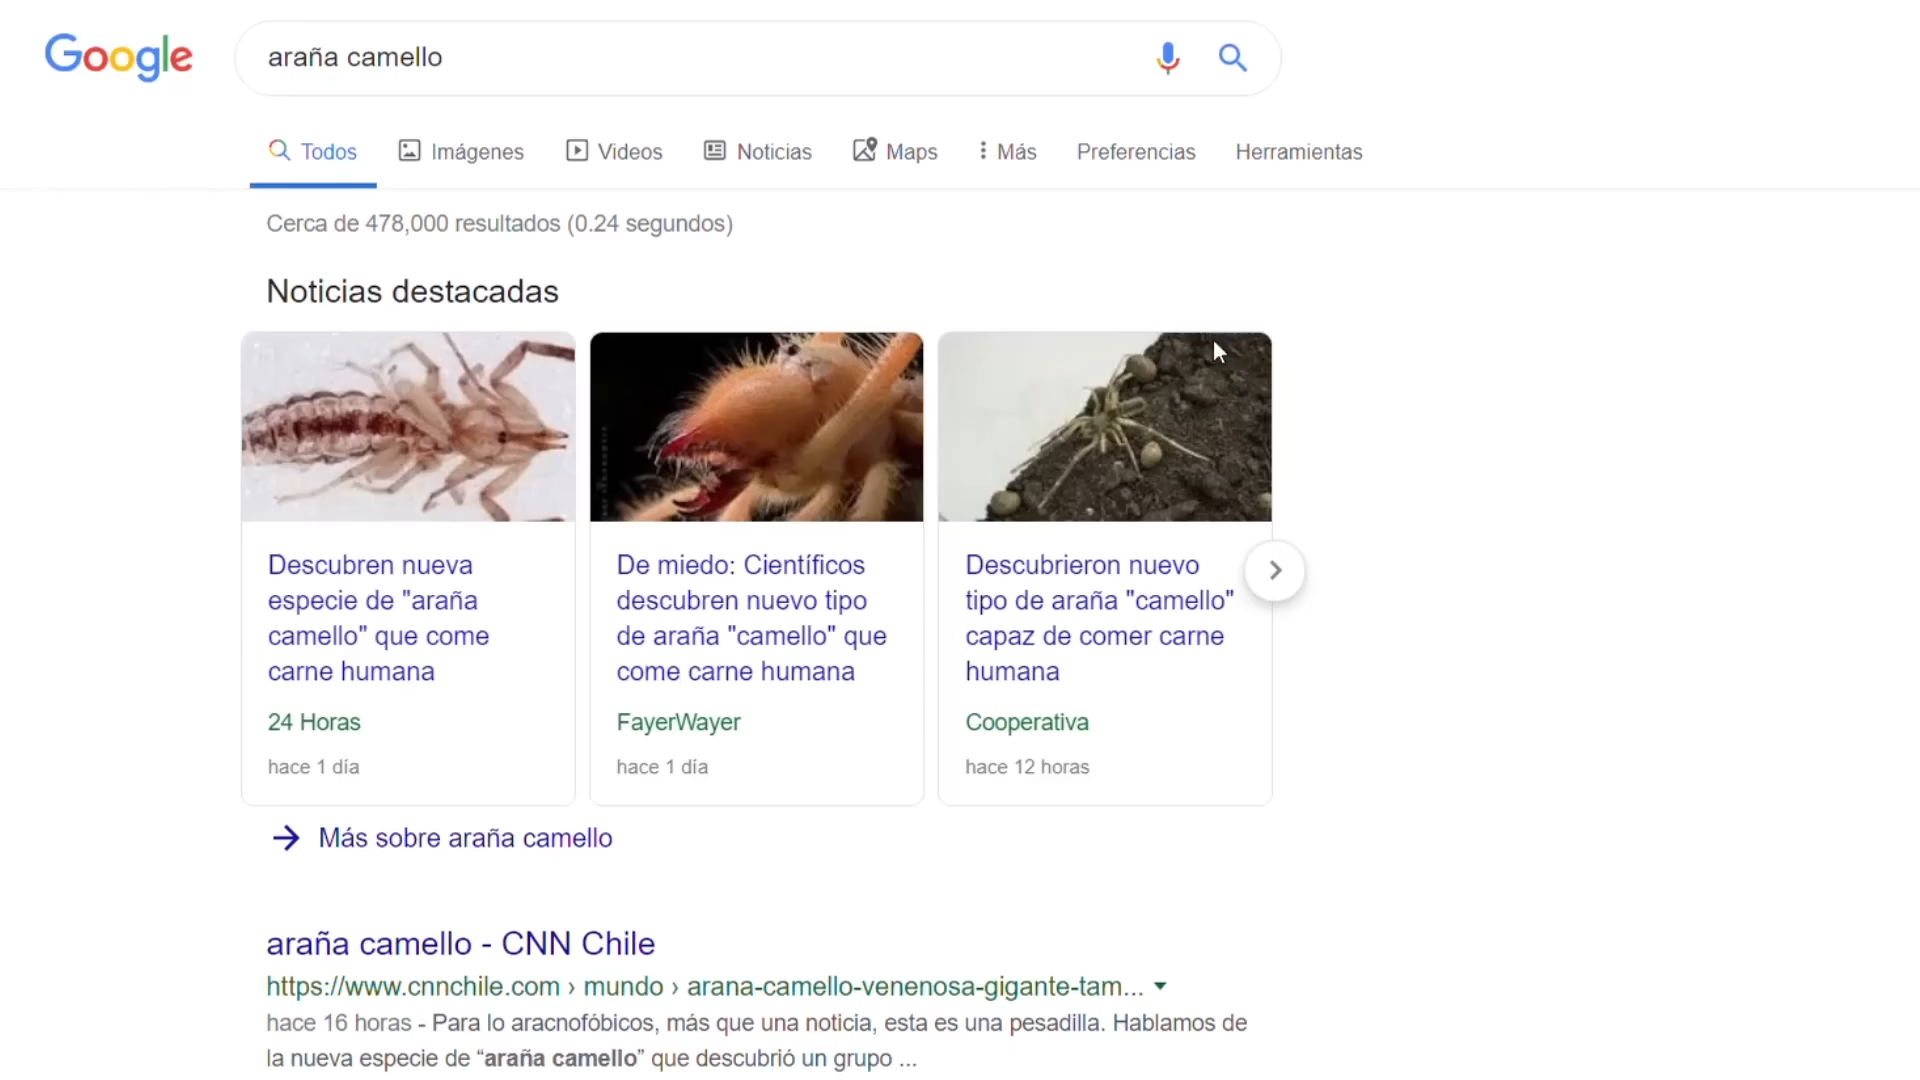 Google
araña camello
Todos
Imágenes
Videos
Noticias
Maps
Más
Preferencias
Herramientas
Cerca de 478,000 resultados (0.24 segundos)
Noticias destacadas
Descubren nueva
especie de "araña
camello" que come
carne humana
24 Horas
hace 1 día
De miedo: Científicos
descubren nuevo tipo
de araña "camello" que
come carne humana
FayerWayer
hace 1 día
Descubrieron nuevo
tipo de araña "camello"
capaz de comer carne
humana
Cooperativa
hace 12 horas
Más sobre araña camello
araña camello - CNN Chile
https://www.cnnchile.com › mundo › arana-camello-venenosa-gigante-tam...
hace 16 horas - Para lo aracnofóbicos, más que una noticia, esta es una pesadilla. Hablamos de
la nueva especie de “araña camello” que descubrió un grupo ...